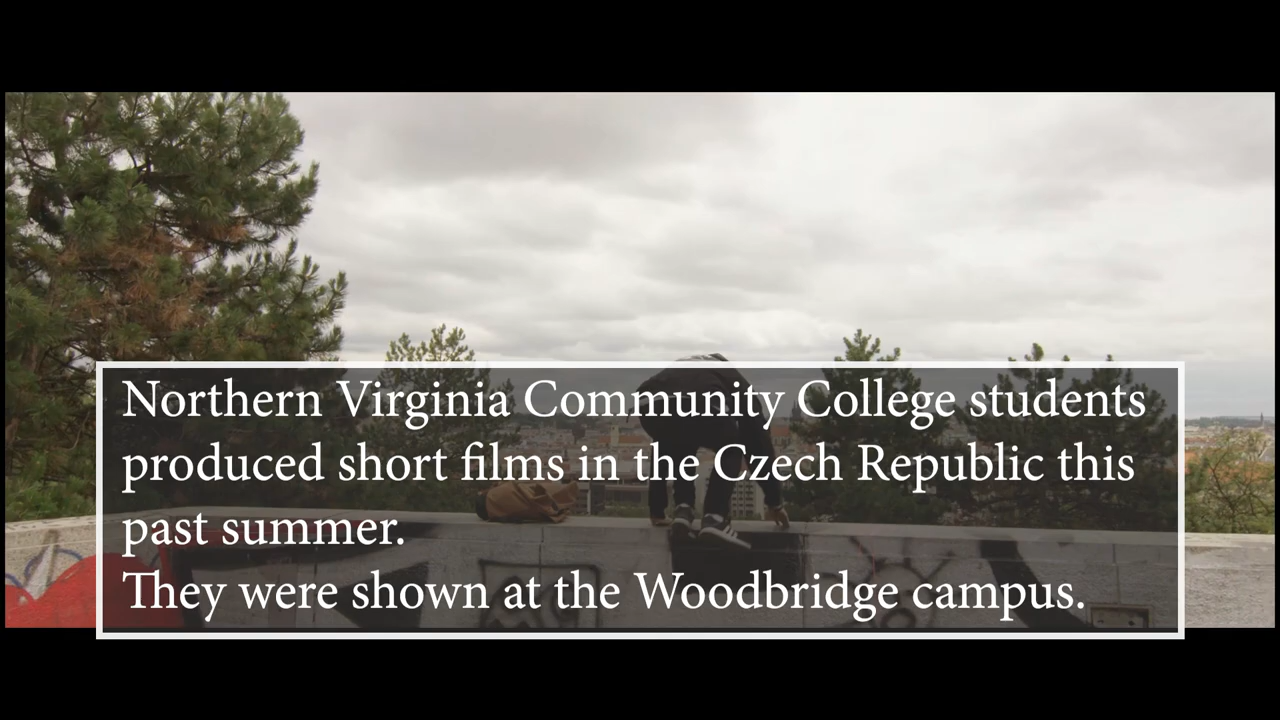 Northern Virginia Community College students
produced short films in the Czech Republic this
past summer.
They were shown at the Woodbridge campus.